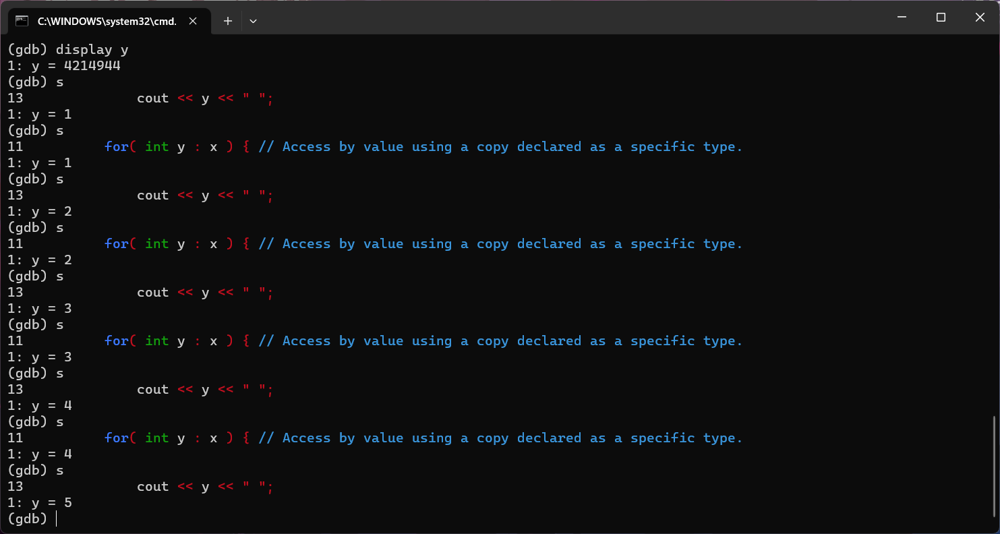 C:\WINDOWS\system32\cmd.
(gdb) display y
1: y = 4214944
(gdb) s
13              cout << y << " ";
1: y = 1
(gdb) s
11          for( int y : x ) { // Access by value using a copy declared as a specific type.
1: y = 1
(gdb) s
13              cout << y << " ";
1: y = 2
(gdb) s
11          for( int y : x ) { // Access by value using a copy declared as a specific type.
1: y = 2
(gdb) s
13              cout << y << " ";
1: y = 3
(gdb) s
11          for( int y : x ) { // Access by value using a copy declared as a specific type.
1: y = 3
(gdb) s
13              cout << y << " ";
1: y = 4
(gdb) s
11          for( int y : x ) { // Access by value using a copy declared as a specific type.
1: y = 4
(gdb) s
13              cout << y << " ";
1: y = 5
(gdb)